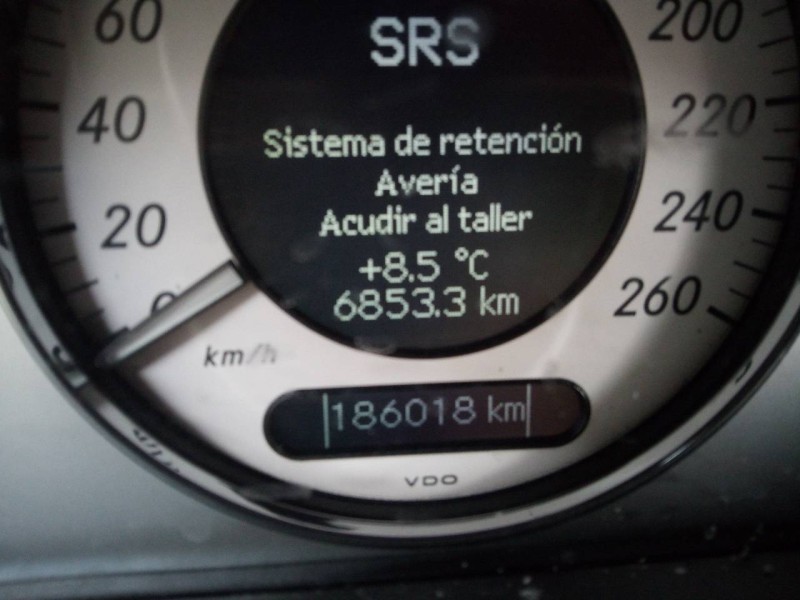 60
200
SRS
40
220
Sistema de retención
Avería
Acudir al taller
20
240
+8.5 °C
6853.3 km
0
260
km/h
186018 km
VDO